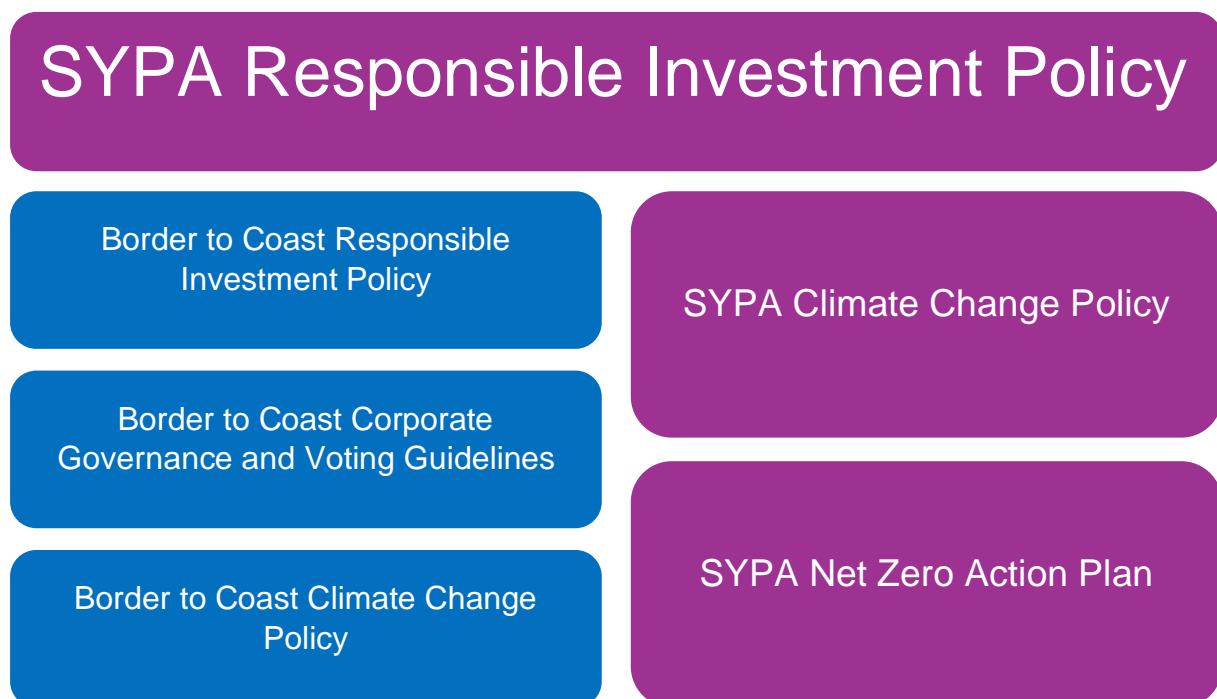 SYPA Responsible Investment Policy
Border to Coast Responsible
Investment Policy
Border to Coast Corporate
Governance and Voting Guidelines
Border to Coast Climate Change
Policy
SYPA Climate Change Policy
SYPA Net Zero Action Plan